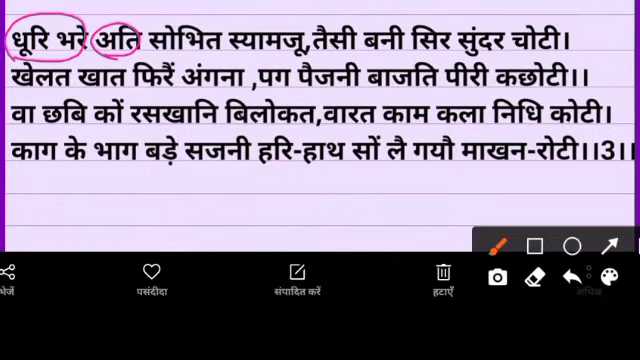 धूरि भरे अति सोभित स्यामजू,तैसी बनी सिर सुंदर चोटी।
खेलत खात फिरैं अंगना ,पग पैजनी बाजति पीरी कछोटी।।
वा छबि कों रसखानि बिलोकत,वारत काम कला निधि कोटी।
काग के भाग बड़े सजनी हरि-हाथ सों लै गयौ माखन-रोटी।।3।।
भेजें पसंदीदा संपादित करें हटाएँ